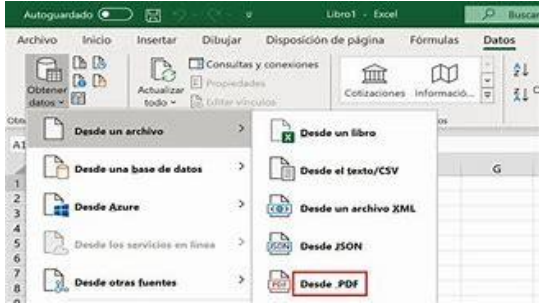 Autoguardado
Libro1 - Excel
Buscar
Archivo Inicio Insertar Dibujar Disposición de página Fórmulas Datos
Obtener datos
Actualizar todo
Consultas y conexiones
Propiedades
Editar vínculos
Cotizaciones Informació...
Desde un archivo
Desde una base de datos
Desde Azure
Desde los servicios en línea
Desde otras fuentes
Desde un libro
Desde el texto/CSV
Desde un archivo XML
Desde JSON
Desde .PDF
A1
G
1
2
3
4
5
6
7
8